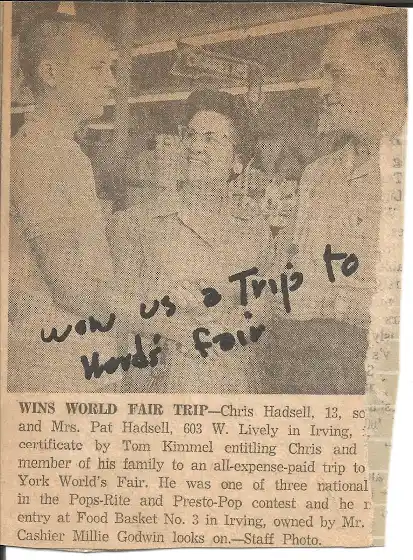 wow us a Trip to
Words Fair
WINS WORLD FAIR TRIP—Chris Hadsell, 13, so
and Mrs. Pat Hadsell, 603 W. Lively in Irving,
certificate by Tom Kimmel entitling Chris and
member of his family to an all-expense-paid trip to
York World's Fair. He was one of three national
in the Pops-Rite and Presto-Pop contest and he r
entry at Food Basket No. 3 in Irving, owned by Mr.
Cashier Millie Godwin looks on.—Staff Photo.